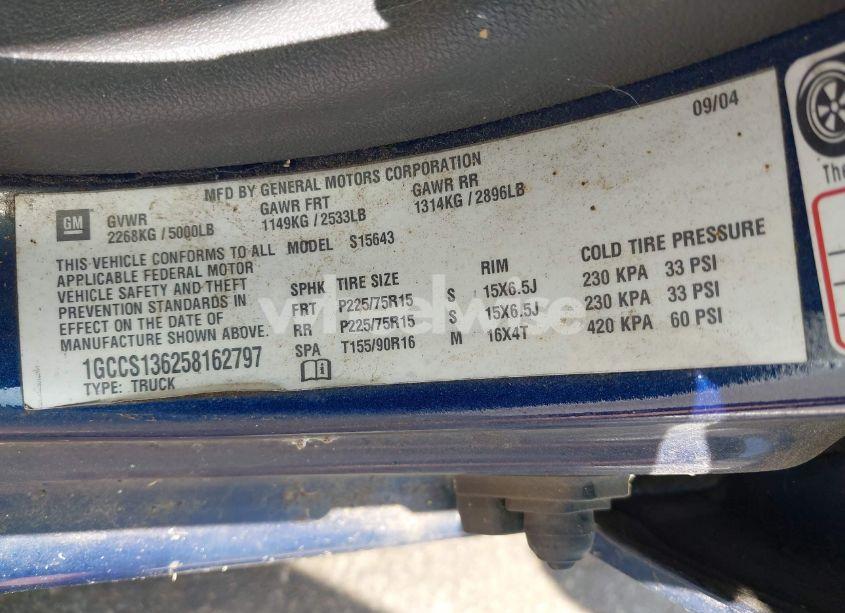 09/04
MFD BY GENERAL MOTORS CORPORATION
GM GVWR GAWR FRT GAWR RR
2268KG / 5000LB 1149KG / 2533LB 1314KG / 2896LB
THIS VEHICLE CONFORMS TO ALL MODEL S15643
APPLICABLE FEDERAL MOTOR
VEHICLE SAFETY AND THEFT
PREVENTION STANDARDS IN
EFFECT ON THE DATE OF
MANUFACTURE SHOWN ABOVE.
1GCCS136258162797
TYPE: TRUCK
SPHK TIRE SIZE RIM COLD TIRE PRESSURE
FRT P225/75R15 S 15X6.5J 230 KPA 33 PSI
RR P225/75R15 S 15X6.5J 230 KPA 33 PSI
SPA T155/90R16 M 16X4T 420 KPA 60 PSI
The
wheelwise